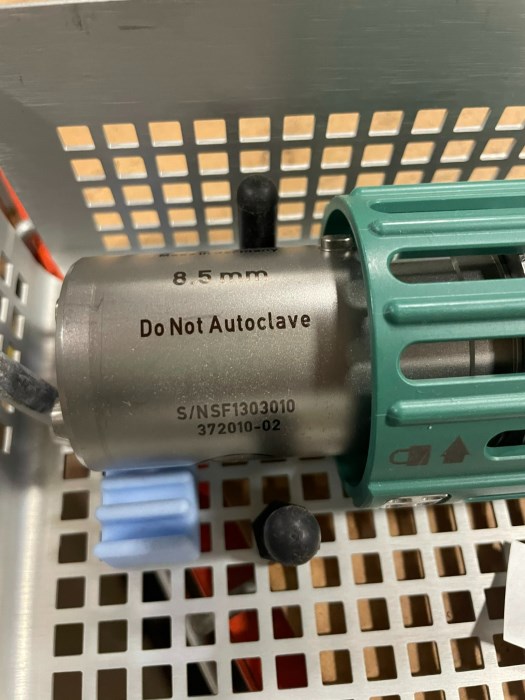 8.5 mm
Do Not Autoclave
S/NSF1303010
372010-02